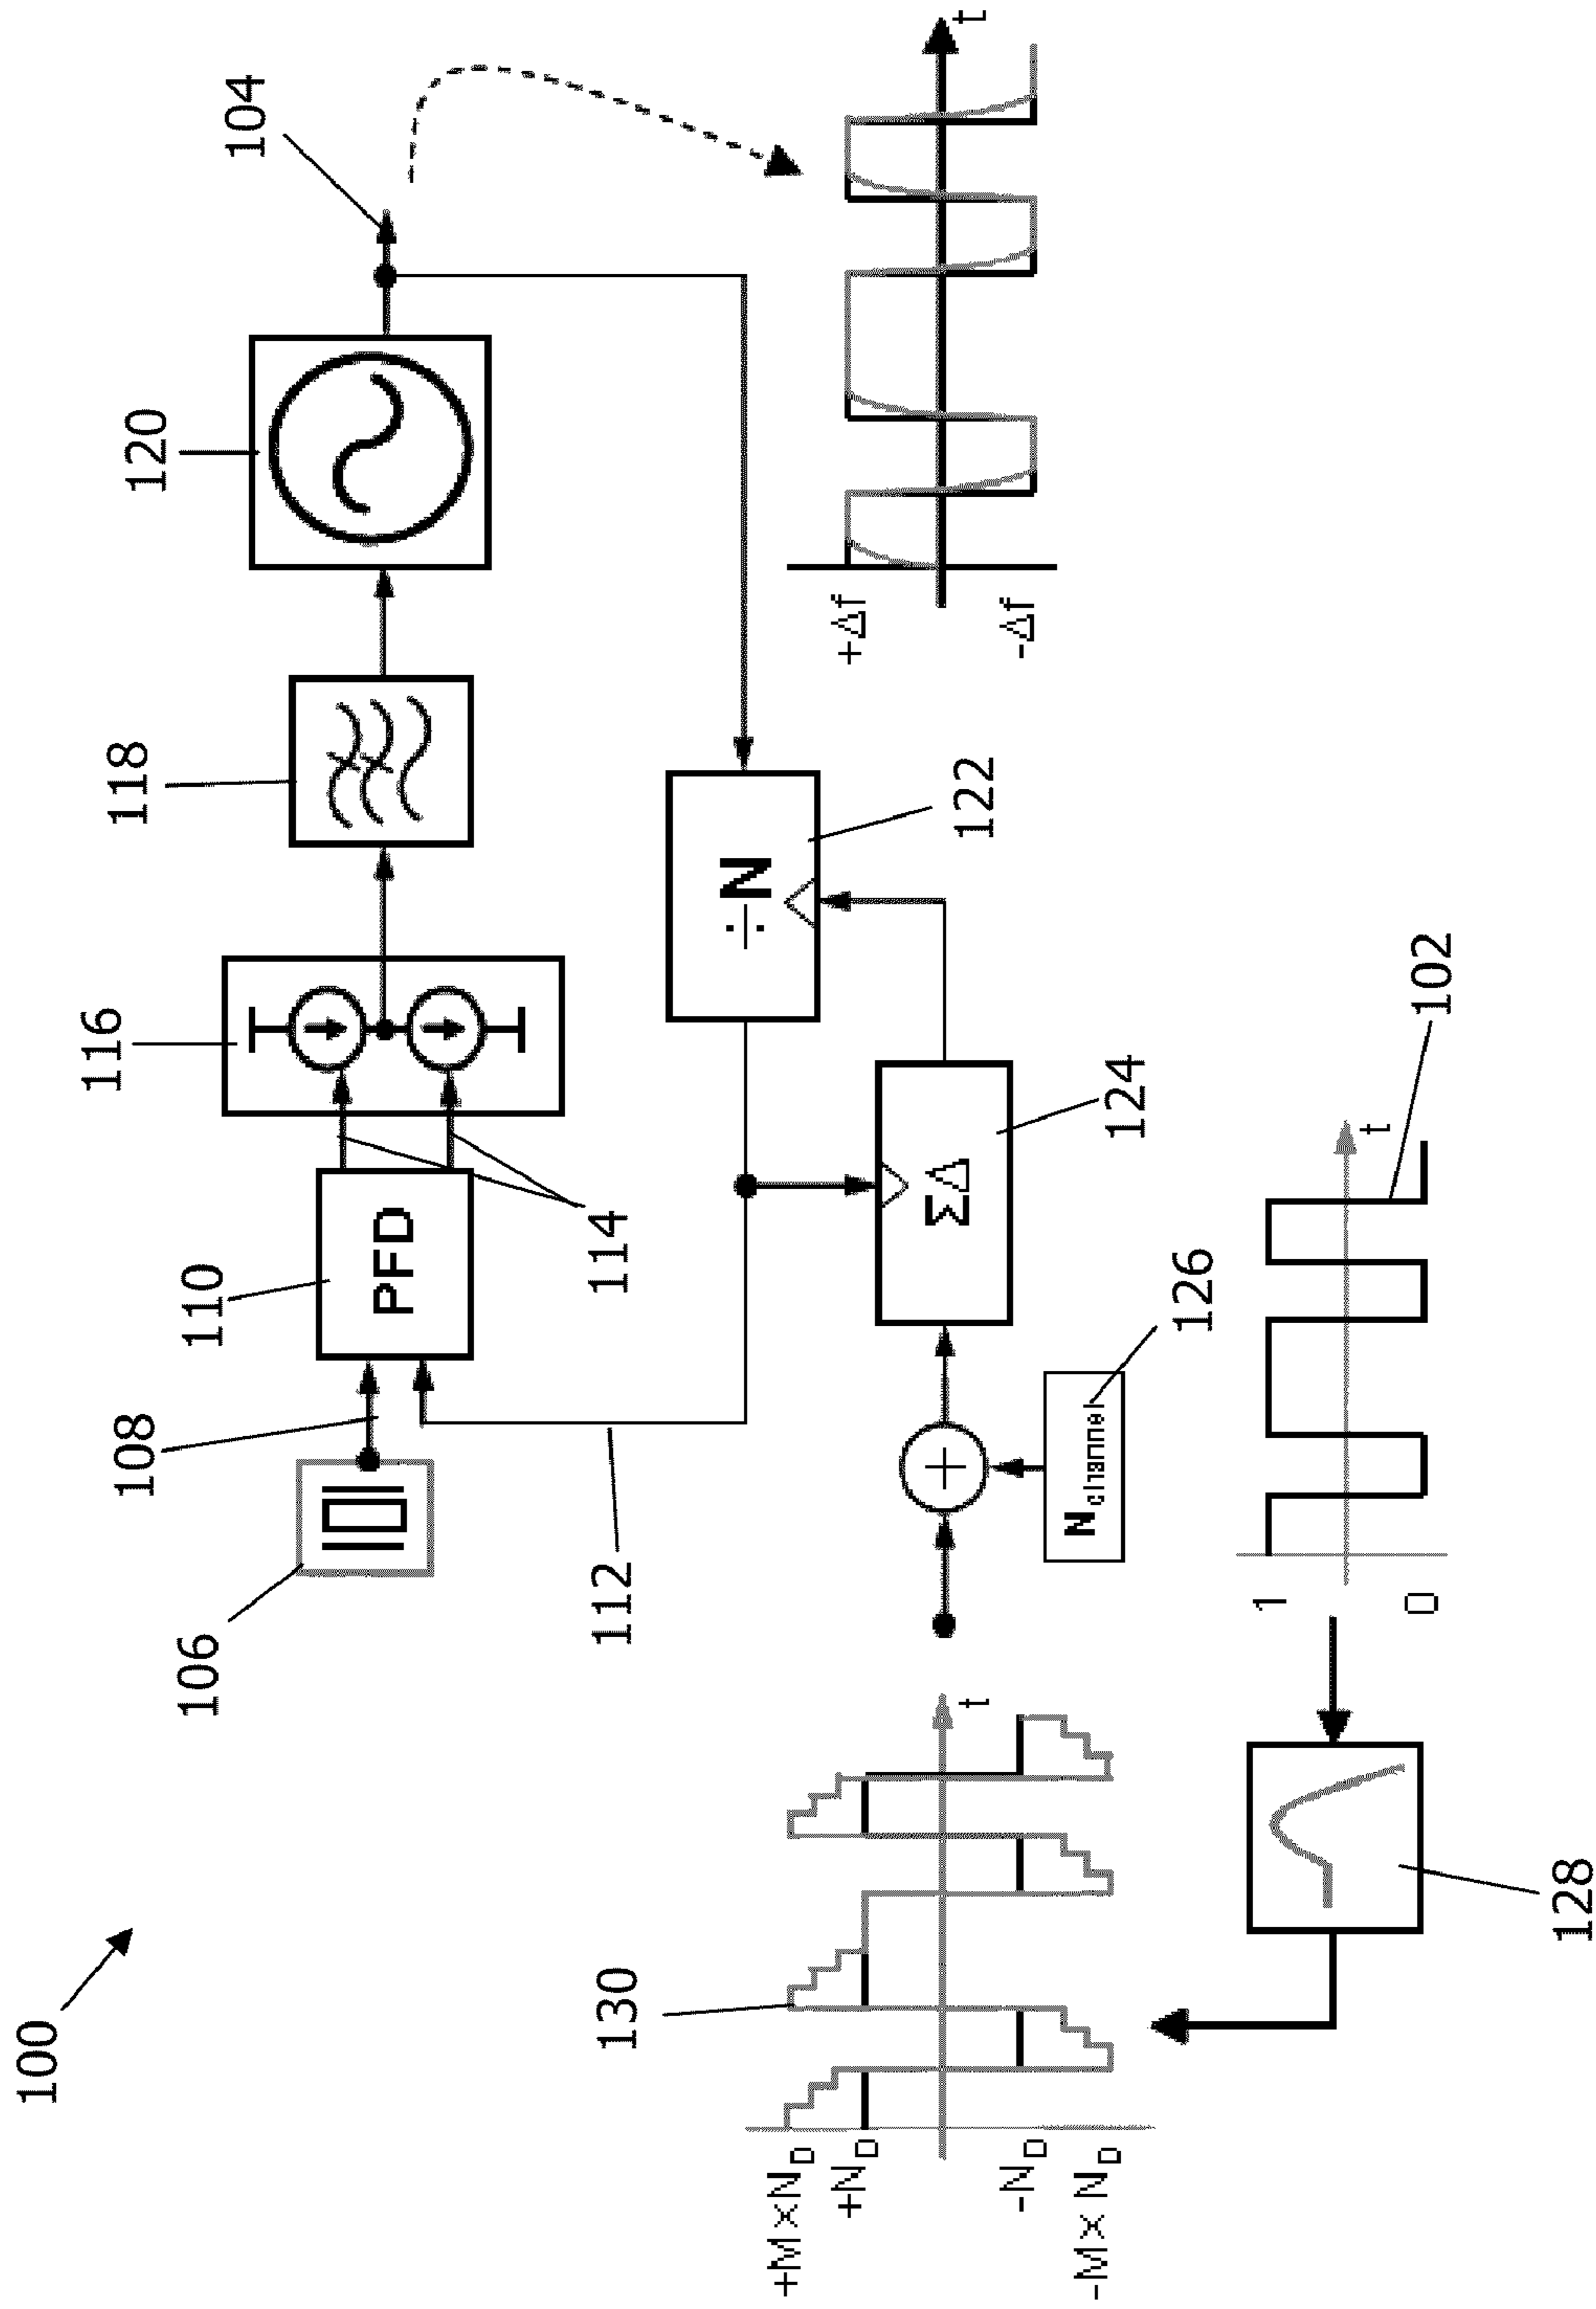 100
106
108
110
PFD
114
116
118
120
104
112
÷N
122
+Δf
-Δf
t
ΣΔ
124
N channel
126
+M×N_D
+N_D
-N_D
-M×N_D
t
130
1
0
t
102
128